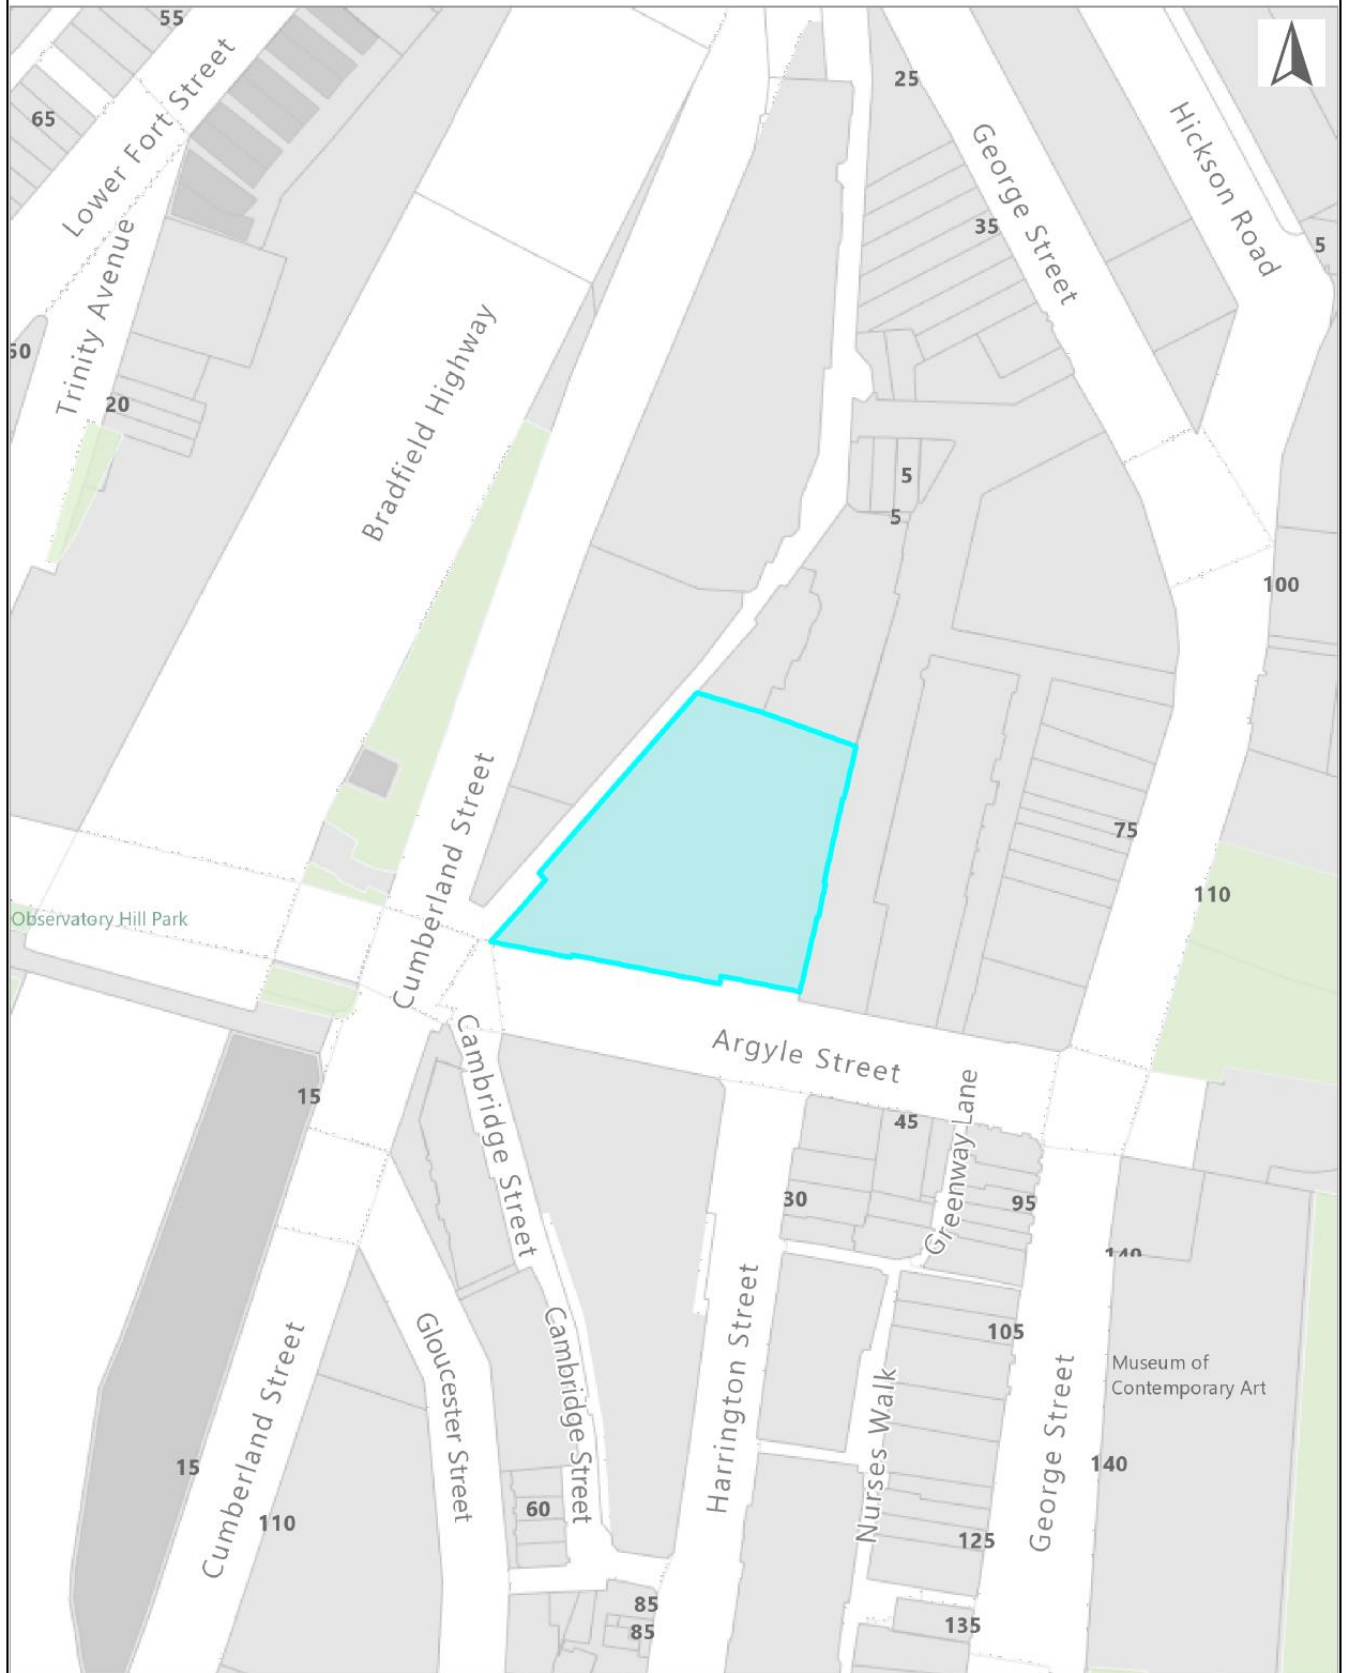 55
Lower Fort Street
65
25
George Street
Hickson Road
35
5
Trinity Avenue
50
20
Bradfield Highway
5
5
100
75
110
Cumberland Street
Observatory Hill Park
Cambridge Street
Argyle Street
15
45
Greenway Lane
30
95
140
105
Museum of
Contemporary Art
Gloucester Street
Cambridge Street
Harrington Street
Nurses Walk
George Street
Cumberland Street
15
140
110
60
125
85
85
135